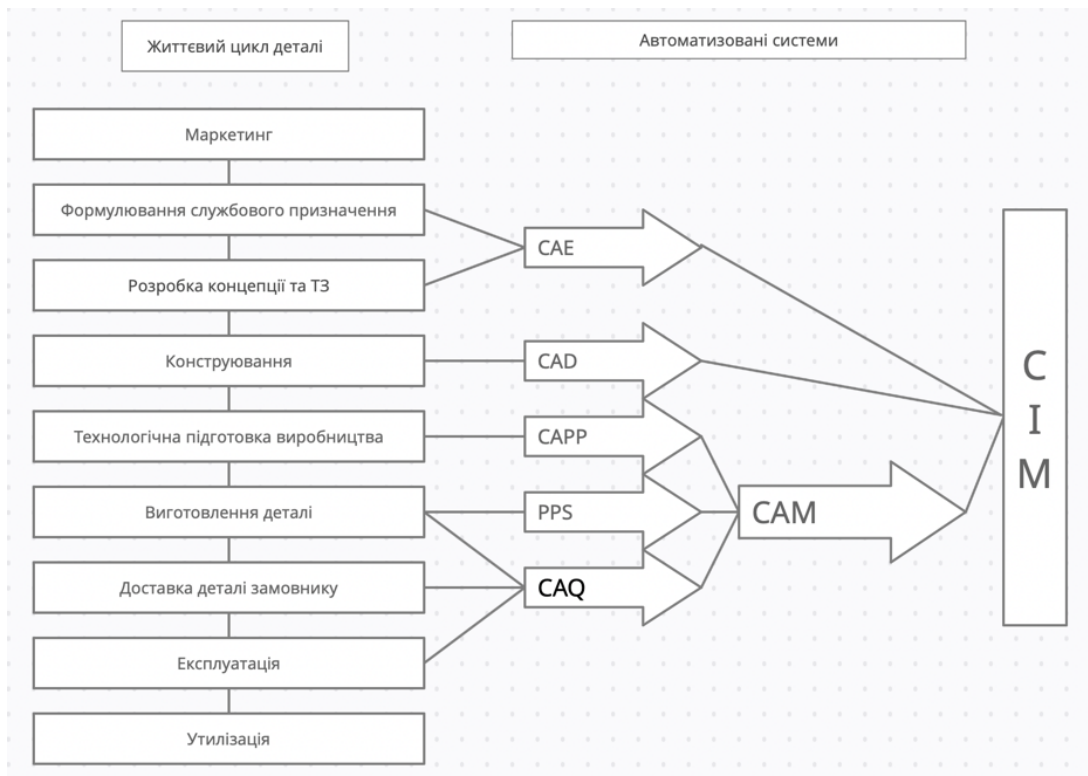 Життєвий цикл деталі
Автоматизовані системи
Маркетинг
Формулювання службового призначення
Розробка концепції та ТЗ
Конструювання
Технологічна підготовка виробництва
Виготовлення деталі
Доставка деталі замовнику
Експлуатація
Утилізація
CAE
CAD
CAPP
PPS
CAQ
CAM
C
I
M